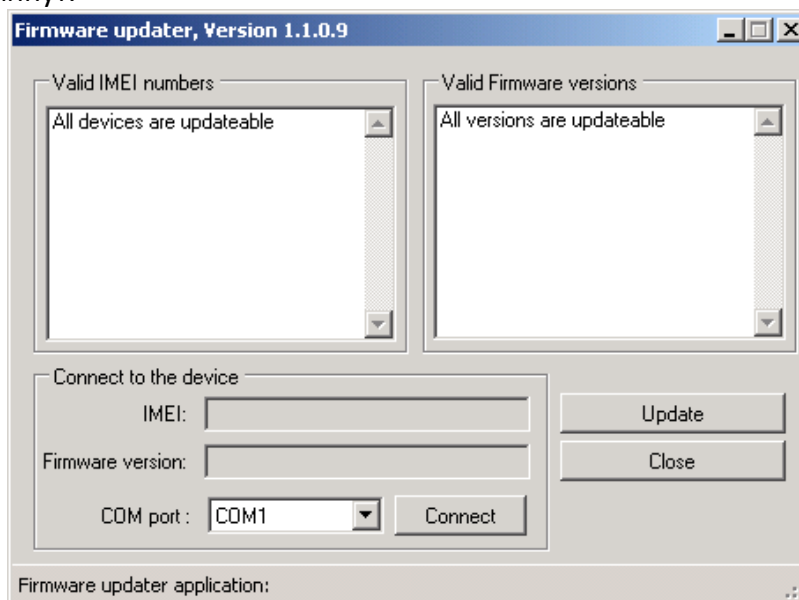 Firmware updater, Version 1.1.0.9
Valid IMEI numbers
All devices are updateable
Valid Firmware versions
All versions are updateable
Connect to the device
IMEI:
Firmware version:
COM port :
COM1
Connect
Update
Close
Firmware updater application: